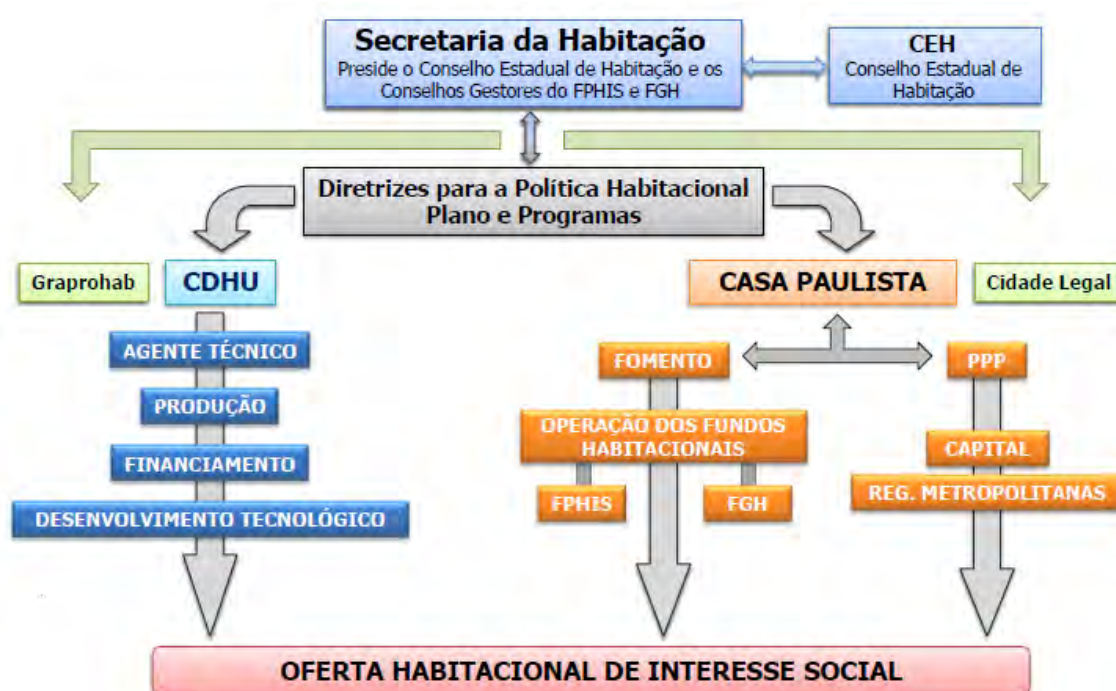 Secretaria da Habitação
Preside o Conselho Estadual de Habitação e os
Conselhos Gestores do FPHIS e FGH
CEH
Conselho Estadual de
Habitação
Diretrizes para a Política Habitacional
Plano e Programas
Graprohab
CDHU
CASA PAULISTA
Cidade Legal
AGENTE TÉCNICO
PRODUÇÃO
FINANCIAMENTO
DESENVOLVIMENTO TECNOLÓGICO
FOMENTO
OPERAÇÃO DOS FUNDOS
HABITACIONAIS
FPHIS
FGH
PPP
CAPITAL
REG. METROPOLITANAS
OFERTA HABITACIONAL DE INTERESSE SOCIAL